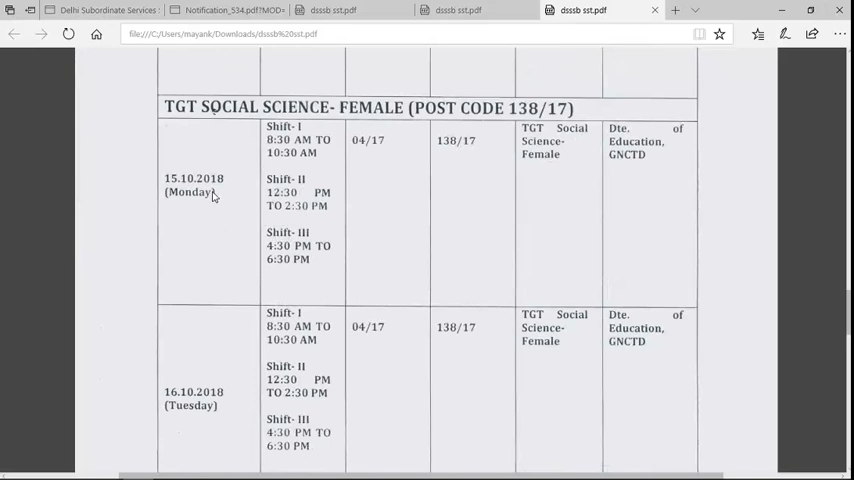 Delhi Subordinate Services
Notification_534.pdf?MOD=
dsssb sst.pdf
dsssb sst.pdf
dsssb sst.pdf
file:///C:/Users/mayank/Downloads/dsssb%20sst.pdf
TGT SOCIAL SCIENCE- FEMALE (POST CODE 138/17)
15.10.2018
(Monday)
Shift- I
8:30 AM TO
10:30 AM
Shift- II
12:30 PM
TO 2:30 PM
Shift- III
4:30 PM TO
6:30 PM
04/17
138/17
TGT Social
Science-
Female
Dte. of
Education,
GNCTD
16.10.2018
(Tuesday)
Shift- I
8:30 AM TO
10:30 AM
Shift- II
12:30 PM
TO 2:30 PM
Shift- III
4:30 PM TO
6:30 PM
04/17
138/17
TGT Social
Science-
Female
Dte. of
Education,
GNCTD